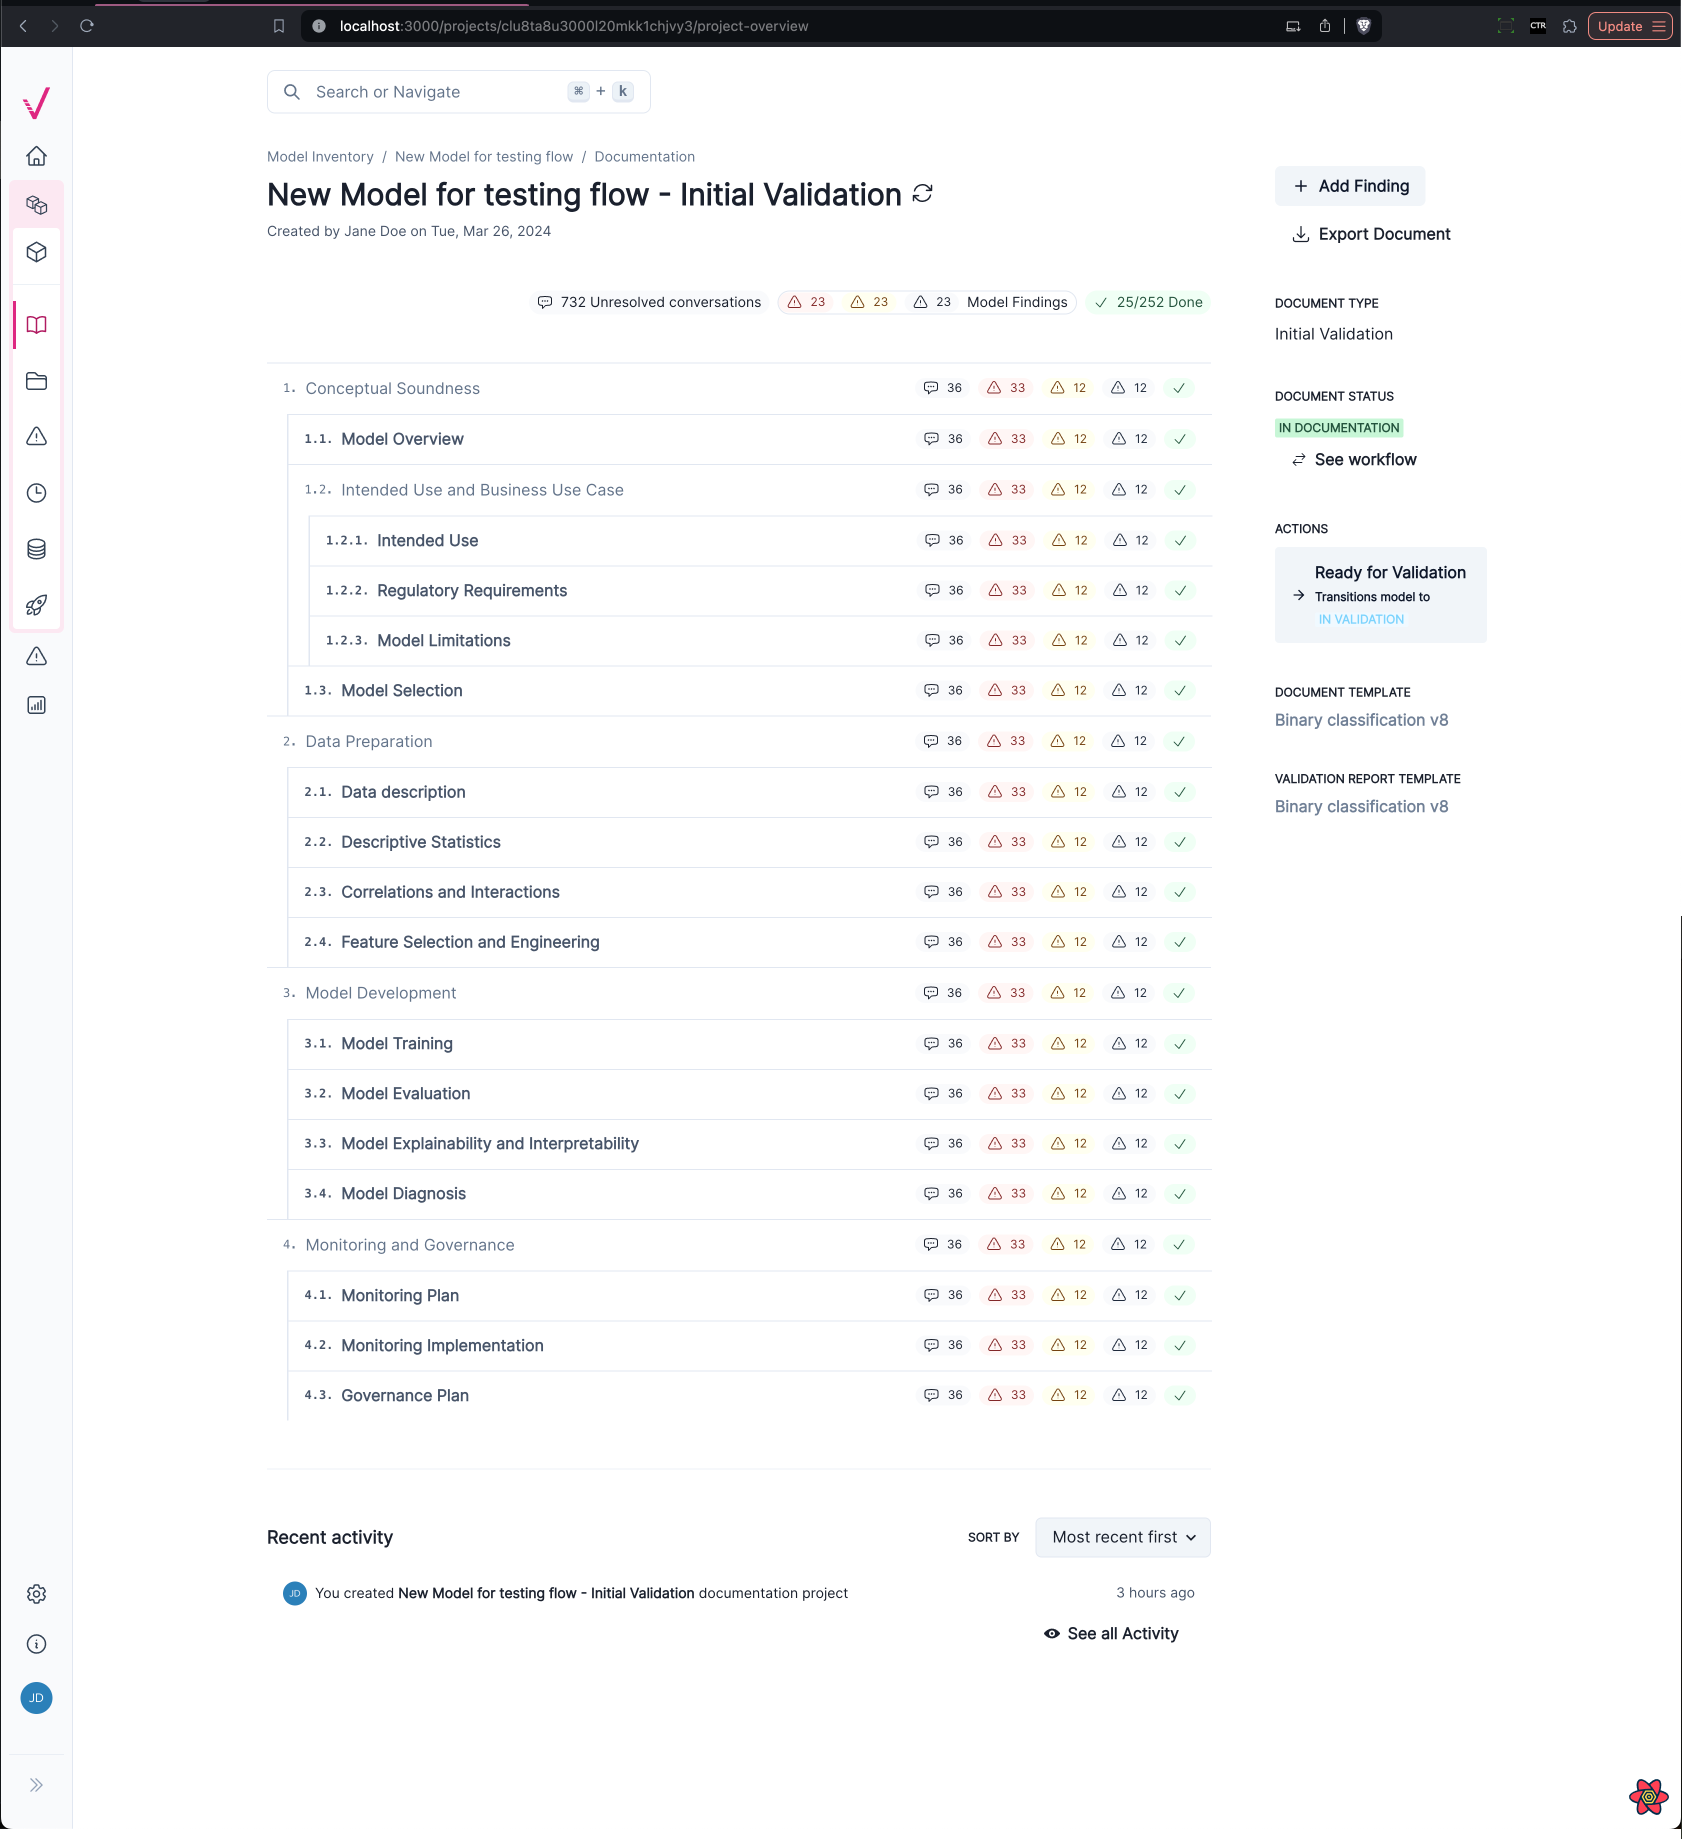 localhost:3000/projects/clu8ta8u3000l20mkk1chjvy3/project-overview
CTR
Update
Search or Navigate
⌘ + k
Model Inventory / New Model for testing flow / Documentation
New Model for testing flow - Initial Validation
Created by Jane Doe on Tue, Mar 26, 2024
732 Unresolved conversations 23 23 23 Model Findings 25/252 Done
1. Conceptual Soundness 36 33 12 12
1.1. Model Overview 36 33 12 12
1.2. Intended Use and Business Use Case 36 33 12 12
1.2.1. Intended Use 36 33 12 12
1.2.2. Regulatory Requirements 36 33 12 12
1.2.3. Model Limitations 36 33 12 12
1.3. Model Selection 36 33 12 12
2. Data Preparation 36 33 12 12
2.1. Data description 36 33 12 12
2.2. Descriptive Statistics 36 33 12 12
2.3. Correlations and Interactions 36 33 12 12
2.4. Feature Selection and Engineering 36 33 12 12
3. Model Development 36 33 12 12
3.1. Model Training 36 33 12 12
3.2. Model Evaluation 36 33 12 12
3.3. Model Explainability and Interpretability 36 33 12 12
3.4. Model Diagnosis 36 33 12 12
4. Monitoring and Governance 36 33 12 12
4.1. Monitoring Plan 36 33 12 12
4.2. Monitoring Implementation 36 33 12 12
4.3. Governance Plan 36 33 12 12
Recent activity
SORT BY Most recent first
JD You created New Model for testing flow - Initial Validation documentation project 3 hours ago
See all Activity
Add Finding
Export Document
DOCUMENT TYPE
Initial Validation
DOCUMENT STATUS
IN DOCUMENTATION
See workflow
ACTIONS
Ready for Validation
Transitions model to
IN VALIDATION
DOCUMENT TEMPLATE
Binary classification v8
VALIDATION REPORT TEMPLATE
Binary classification v8
JD